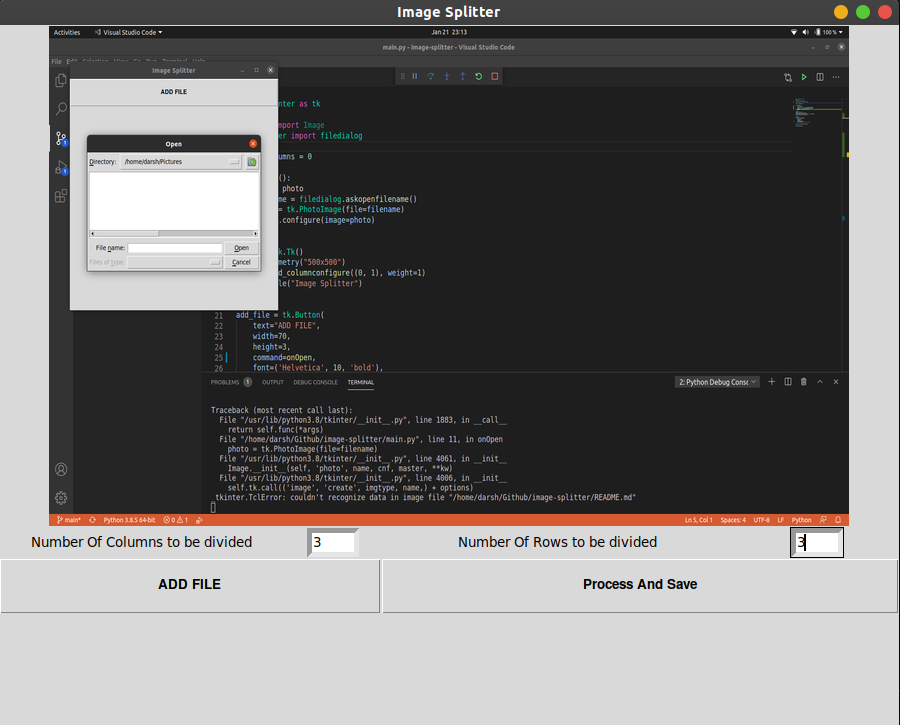 Image Splitter
Activities Visual Studio Code Jan 21 23:13 100 %
main.py - image-splitter - Visual Studio Code
File Edit Selection View Go Run Terminal Help
Image Splitter
ADD FILE
Open
Directory: /home/darsh/Pictures
File name: Open
Files of type: Cancel
nter as tk
mport Image
er import filedialog
umns = 0
():
photo
me = filedialog.askopenfilename()
= tk.PhotoImage(file=filename)
.configure(image=photo)
k.Tk()
metry("500x500")
d_columnconfigure((0, 1), weight=1)
le("Image Splitter")
21 add_file = tk.Button(
22 text="ADD FILE",
23 width=70,
24 height=3,
25 command=onOpen,
26 font=('Helvetica', 10, 'bold'),
PROBLEMS 1 OUTPUT DEBUG CONSOLE TERMINAL 2: Python Debug Consc
Traceback (most recent call last):
File "/usr/lib/python3.8/tkinter/__init__.py", line 1883, in __call__
return self.func(*args)
File "/home/darsh/Github/image-splitter/main.py", line 11, in onOpen
photo = tk.PhotoImage(file=filename)
File "/usr/lib/python3.8/tkinter/__init__.py", line 4061, in __init__
Image.__init__(self, 'photo', name, cnf, master, **kw)
File "/usr/lib/python3.8/tkinter/__init__.py", line 4006, in __init__
self.tk.call(('image', 'create', imgtype, name,) + options)
_tkinter.TclError: couldn't recognize data in image file "/home/darsh/Github/image-splitter/README.md"
main* Python 3.8.5 64-bit 0 1 Ln 5, Col 1 Spaces: 4 UTF-8 LF Python
Number Of Columns to be divided 3 Number Of Rows to be divided 3
ADD FILE Process And Save